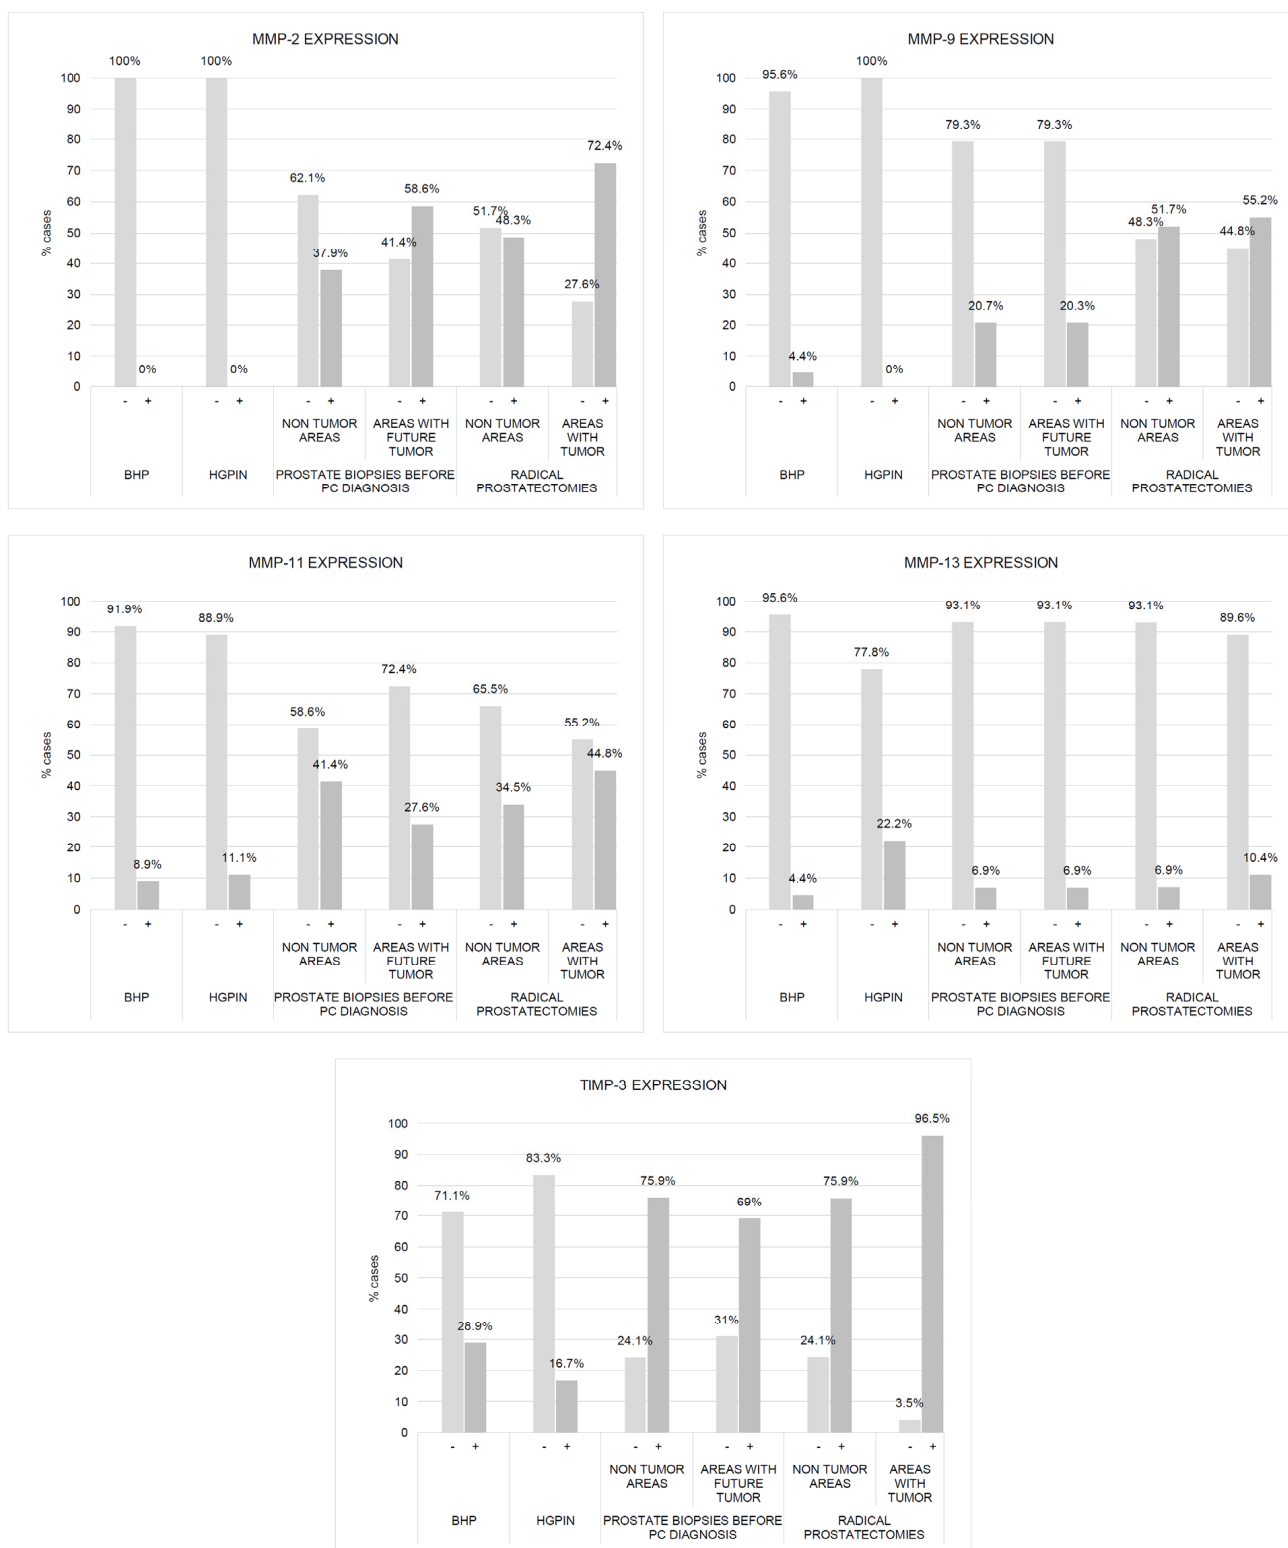 MMP-2 EXPRESSION
100% 100%
100
90
80
70
60
50
40
30
20
10
0
% cases
62.1%
37.9%
41.4%
58.6%
51.7%
48.3%
27.6%
72.4%
0% 0%
- + - + - + - + - + - +
NON TUMOR AREAS WITH NON TUMOR AREAS
AREAS FUTURE AREAS WITH
TUMOR TUMOR
BHP HGPIN PROSTATE BIOPSIES BEFORE RADICAL
PC DIAGNOSIS PROSTATECTOMIES
MMP-9 EXPRESSION
95.6% 100%
100
90
80
70
60
50
40
30
20
10
0
% cases
4.4% 0%
79.3%
20.7%
79.3%
20.3%
48.3%
51.7%
44.8%
55.2%
- + - + - + - + - + - +
NON TUMOR AREAS WITH NON TUMOR AREAS
AREAS FUTURE AREAS WITH
TUMOR TUMOR
BHP HGPIN PROSTATE BIOPSIES BEFORE RADICAL
PC DIAGNOSIS PROSTATECTOMIES
MMP-11 EXPRESSION
100
90
80
70
60
50
40
30
20
10
0
% cases
91.9%
8.9%
88.9%
11.1%
58.6%
41.4%
72.4%
27.6%
65.5%
34.5%
55.2%
44.8%
- + - + - + - + - + - +
NON TUMOR AREAS WITH NON TUMOR AREAS
AREAS FUTURE AREAS WITH
TUMOR TUMOR
BHP HGPIN PROSTATE BIOPSIES BEFORE RADICAL
PC DIAGNOSIS PROSTATECTOMIES
MMP-13 EXPRESSION
100
90
80
70
60
50
40
30
20
10
0
% cases
95.6%
4.4%
77.8%
22.2%
93.1%
6.9%
93.1%
6.9%
93.1%
6.9%
89.6%
10.4%
- + - + - + - + - + - +
NON TUMOR AREAS WITH NON TUMOR AREAS
AREAS FUTURE AREAS WITH
TUMOR TUMOR
BHP HGPIN PROSTATE BIOPSIES BEFORE RADICAL
PC DIAGNOSIS PROSTATECTOMIES
TIMP-3 EXPRESSION
100
90
80
70
60
50
40
30
20
10
0
% cases
71.1%
28.9%
83.3%
16.7%
24.1%
75.9%
31%
69%
24.1%
75.9%
3.5%
96.5%
- + - + - + - + - + - +
NON TUMOR AREAS WITH NON TUMOR AREAS
AREAS FUTURE AREAS WITH
TUMOR TUMOR
BHP HGPIN PROSTATE BIOPSIES BEFORE RADICAL
PC DIAGNOSIS PROSTATECTOMIES